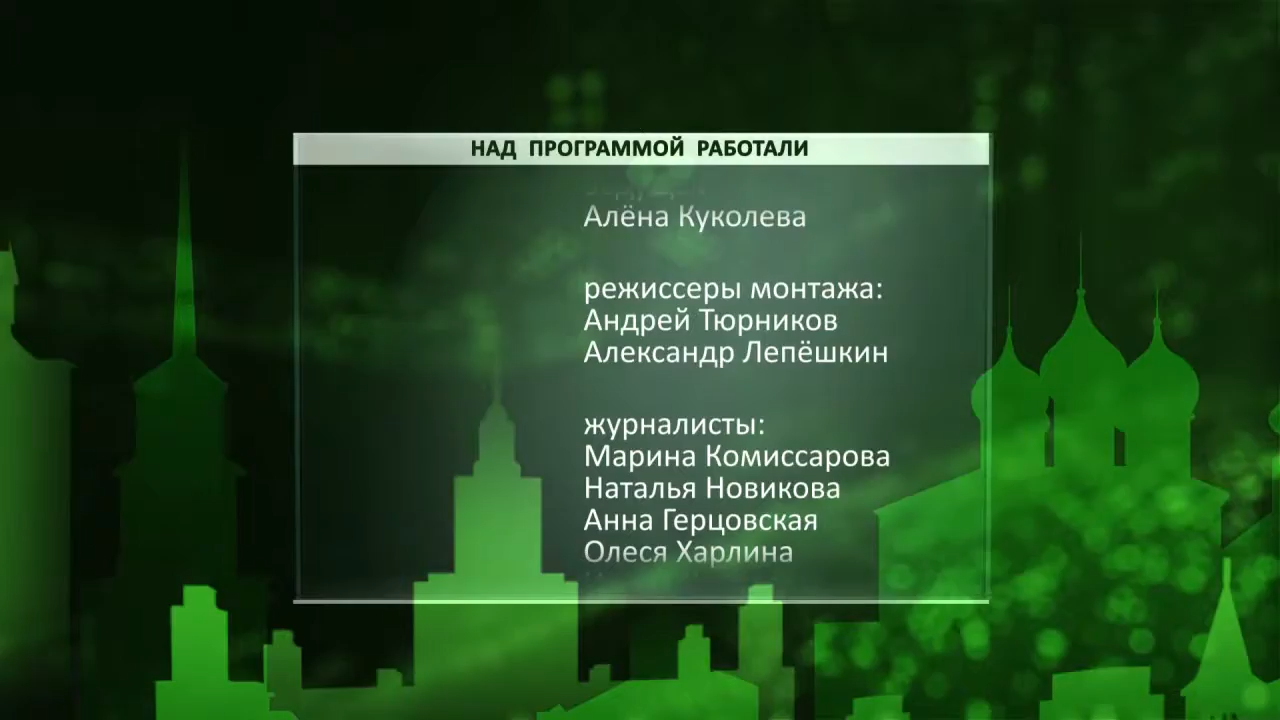 НАД ПРОГРАММОЙ РАБОТАЛИ
Алёна Куколева
режиссеры монтажа:
Андрей Тюрников
Александр Лепёшкин
журналисты:
Марина Комиссарова
Наталья Новикова
Анна Герцовская
Олеся Харлина